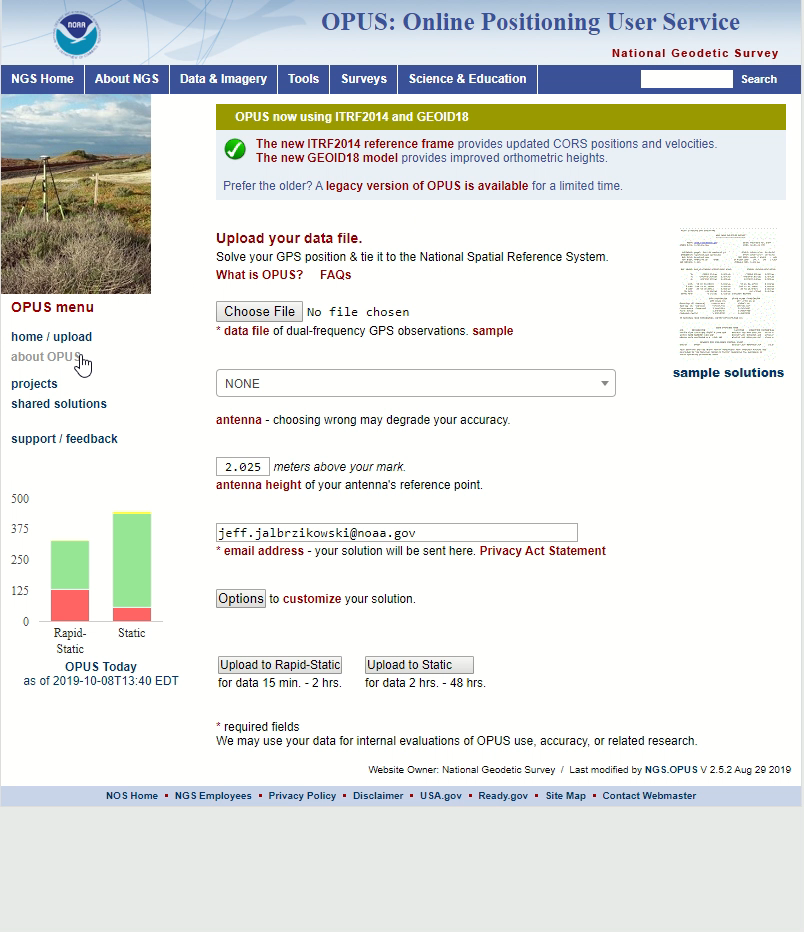 NOAA
OPUS: Online Positioning User Service
National Geodetic Survey
NGS Home About NGS Data & Imagery Tools Surveys Science & Education Search
OPUS now using ITRF2014 and GEOID18
The new ITRF2014 reference frame provides updated CORS positions and velocities.
The new GEOID18 model provides improved orthometric heights.
Prefer the older? A legacy version of OPUS is available for a limited time.
OPUS menu
home / upload
about OPUS
projects
shared solutions
support / feedback
500
375
250
125
0
Rapid-
Static
Static
OPUS Today
as of 2019-10-08T13:40 EDT
Upload your data file.
Solve your GPS position & tie it to the National Spatial Reference System.
What is OPUS? FAQs
Choose File No file chosen
* data file of dual-frequency GPS observations. sample
NONE
antenna - choosing wrong may degrade your accuracy.
2.025 meters above your mark.
antenna height of your antenna's reference point.
jeff.jalbrzikowski@noaa.gov
* email address - your solution will be sent here. Privacy Act Statement
Options to customize your solution.
Upload to Rapid-Static Upload to Static
for data 15 min. - 2 hrs. for data 2 hrs. - 48 hrs.
* required fields
We may use your data for internal evaluations of OPUS use, accuracy, or related research.
sample solutions
Website Owner: National Geodetic Survey / Last modified by NGS.OPUS V 2.5.2 Aug 29 2019
NOS Home ▪ NGS Employees ▪ Privacy Policy ▪ Disclaimer ▪ USA.gov ▪ Ready.gov ▪ Site Map ▪ Contact Webmaster